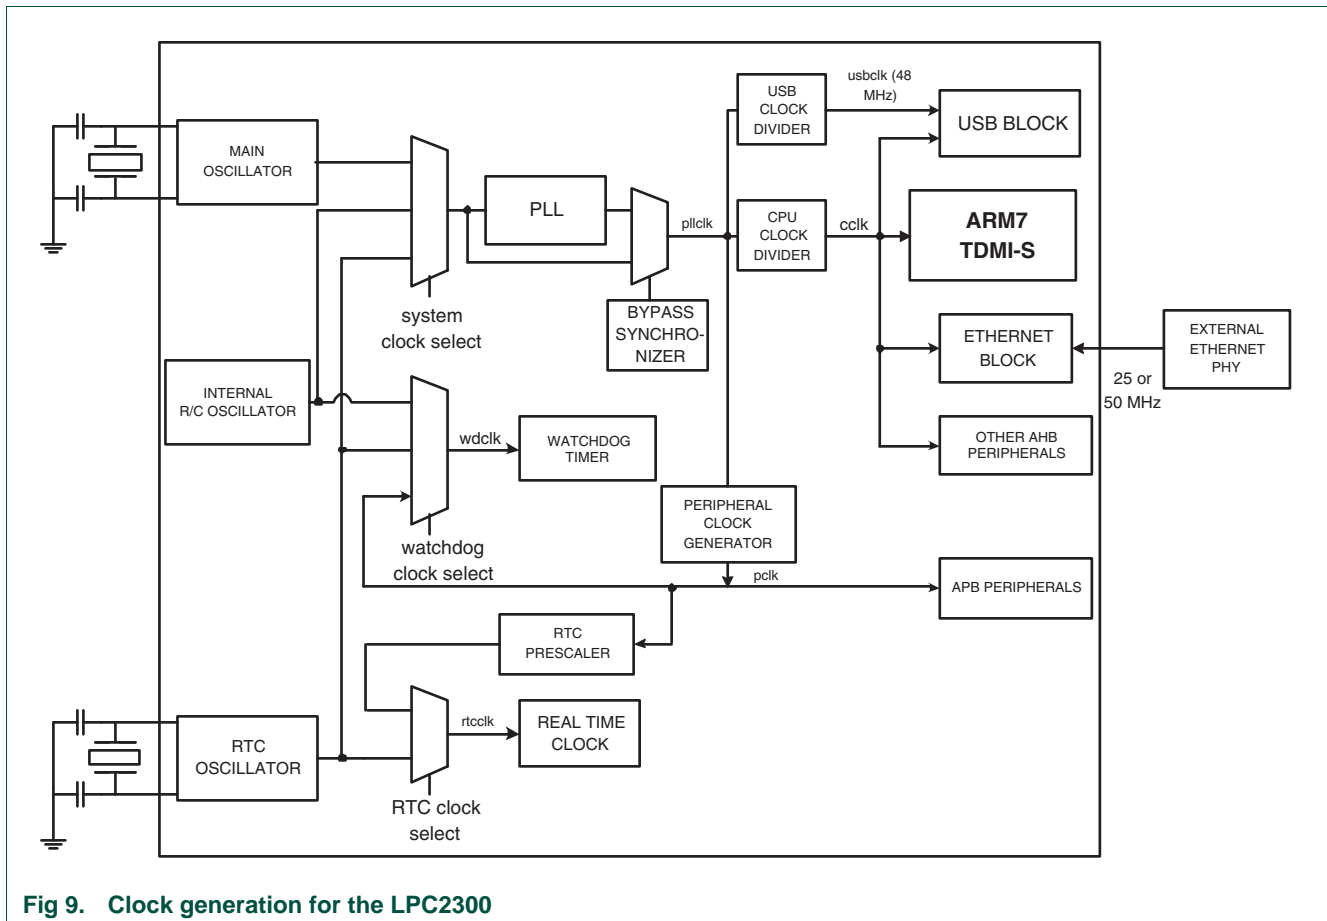 USB
CLOCK
DIVIDER
usbclk (48
MHz)
USB BLOCK
MAIN
OSCILLATOR
PLL
pllclk
CPU
CLOCK
DIVIDER
cclk
ARM7
TDMI-S
system
clock select
BYPASS
SYNCHRO-
NIZER
ETHERNET
BLOCK
EXTERNAL
ETHERNET
PHY
25 or
50 MHz
INTERNAL
R/C OSCILLATOR
wdclk
WATCHDOG
TIMER
OTHER AHB
PERIPHERALS
watchdog
clock select
PERIPHERAL
CLOCK
GENERATOR
pclk
APB PERIPHERALS
RTC
PRESCALER
RTC
OSCILLATOR
rtcclk
REAL TIME
CLOCK
RTC clock
select
Fig 9. Clock generation for the LPC2300